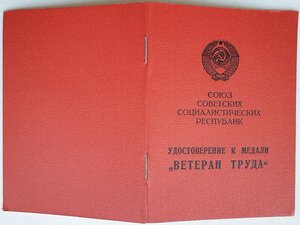 СОЮЗ
СОВЕТСКИХ
СОЦИАЛИСТИЧЕСКИХ
РЕСПУБЛИК
УДОСТОВЕРЕНИЕ К МЕДАЛИ
„ВЕТЕРАН ТРУДА“